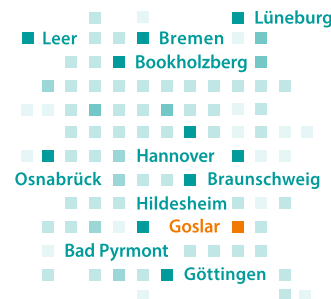 Lüneburg
Leer Bremen
Bookholzberg
Hannover
Osnabrück Braunschweig
Hildesheim
Goslar
Bad Pyrmont
Göttingen